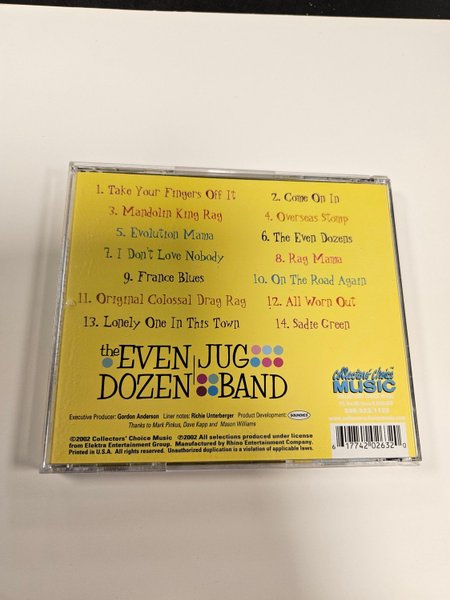 1. Take Your Fingers Off It
2. Come On In
3. Mandolin King Rag
4. Overseas Stomp
5. Evolution Mama
6. The Even Dozens
7. I Don't Love Nobody
8. Rag Mama
9. France Blues
10. On The Road Again
11. Original Colossal Drag Rag
12. All Worn Out
13. Lonely One In This Town
14. Sadie Green
the EVEN JUG
DOZEN BAND
Collectors' Choice
MUSIC
Executive Producer: Gordon Anderson Liner notes: Richie Unterberger Product Development:
Thanks to Mark Pinkus, Dave Kapp and Mason Williams
©2002 Collectors' Choice Music ℗2002 All selections produced under license
from Elektra Entertainment Group. Manufactured by Rhino Entertainment Company.
Printed in U.S.A. All rights reserved. Unauthorized duplication is a violation of applicable laws.
6 17742 02632 0